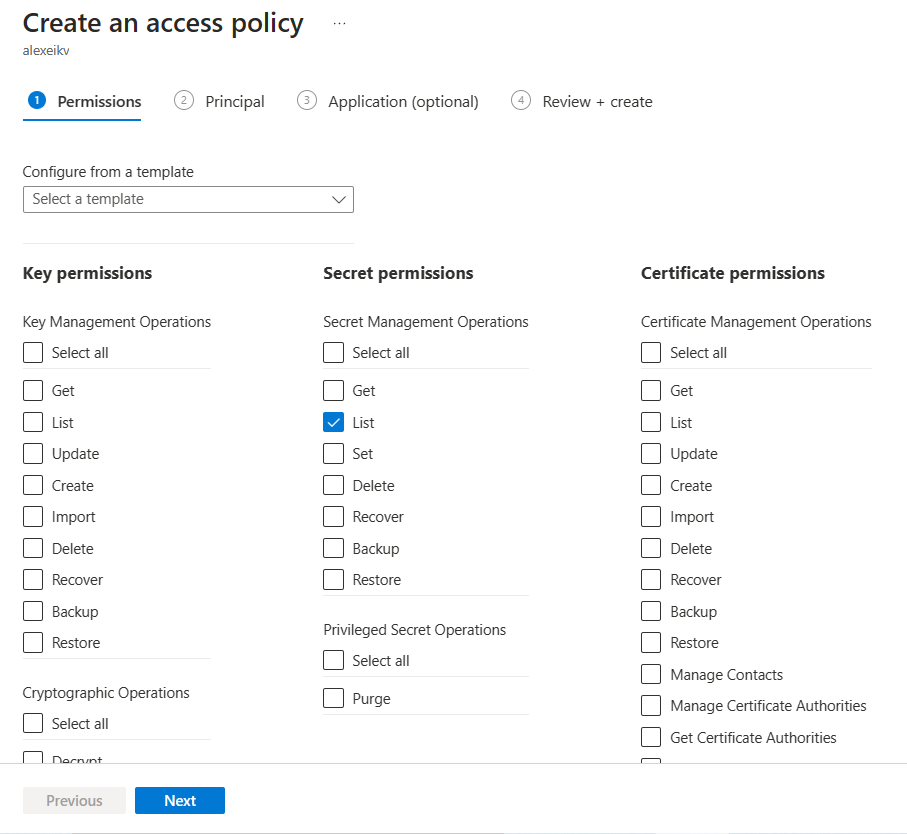 Create an access policy ...
alexeikv
1 Permissions 2 Principal 3 Application (optional) 4 Review + create
Configure from a template
Select a template
Key permissions
Key Management Operations
Select all
Get
List
Update
Create
Import
Delete
Recover
Backup
Restore
Cryptographic Operations
Select all
Decrypt
Secret permissions
Secret Management Operations
Select all
Get
List
Set
Delete
Recover
Backup
Restore
Privileged Secret Operations
Select all
Purge
Certificate permissions
Certificate Management Operations
Select all
Get
List
Update
Create
Import
Delete
Recover
Backup
Restore
Manage Contacts
Manage Certificate Authorities
Get Certificate Authorities
Previous Next